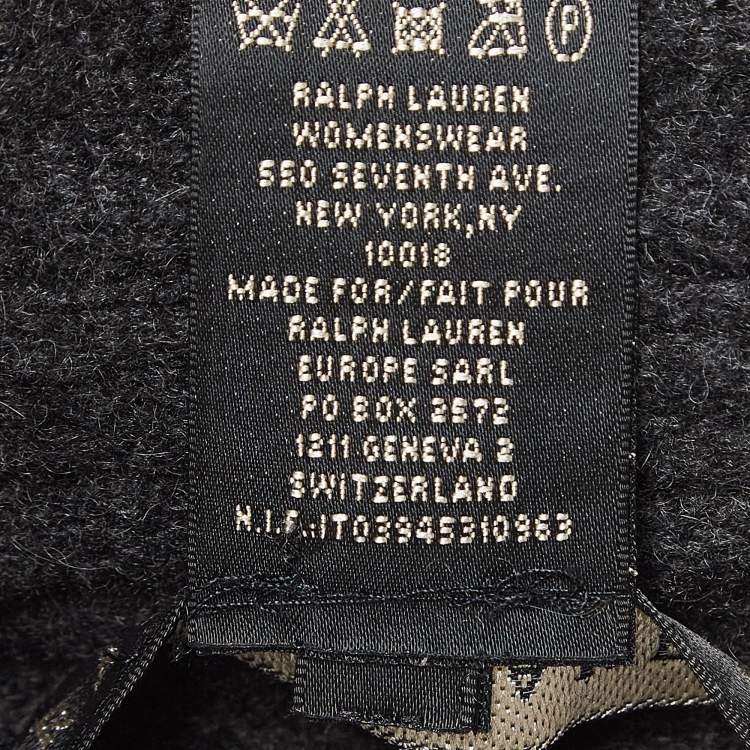 P
RALPH LAUREN
WOMENSWEAR
550 SEVENTH AVE.
NEW YORK,NY
10018
MADE FOR/FAIT POUR
RALPH LAUREN
EUROPE SARL
PO BOX 2572
1211 GENEVA 2
SWITZERLAND
N.I.F.IT03945310963